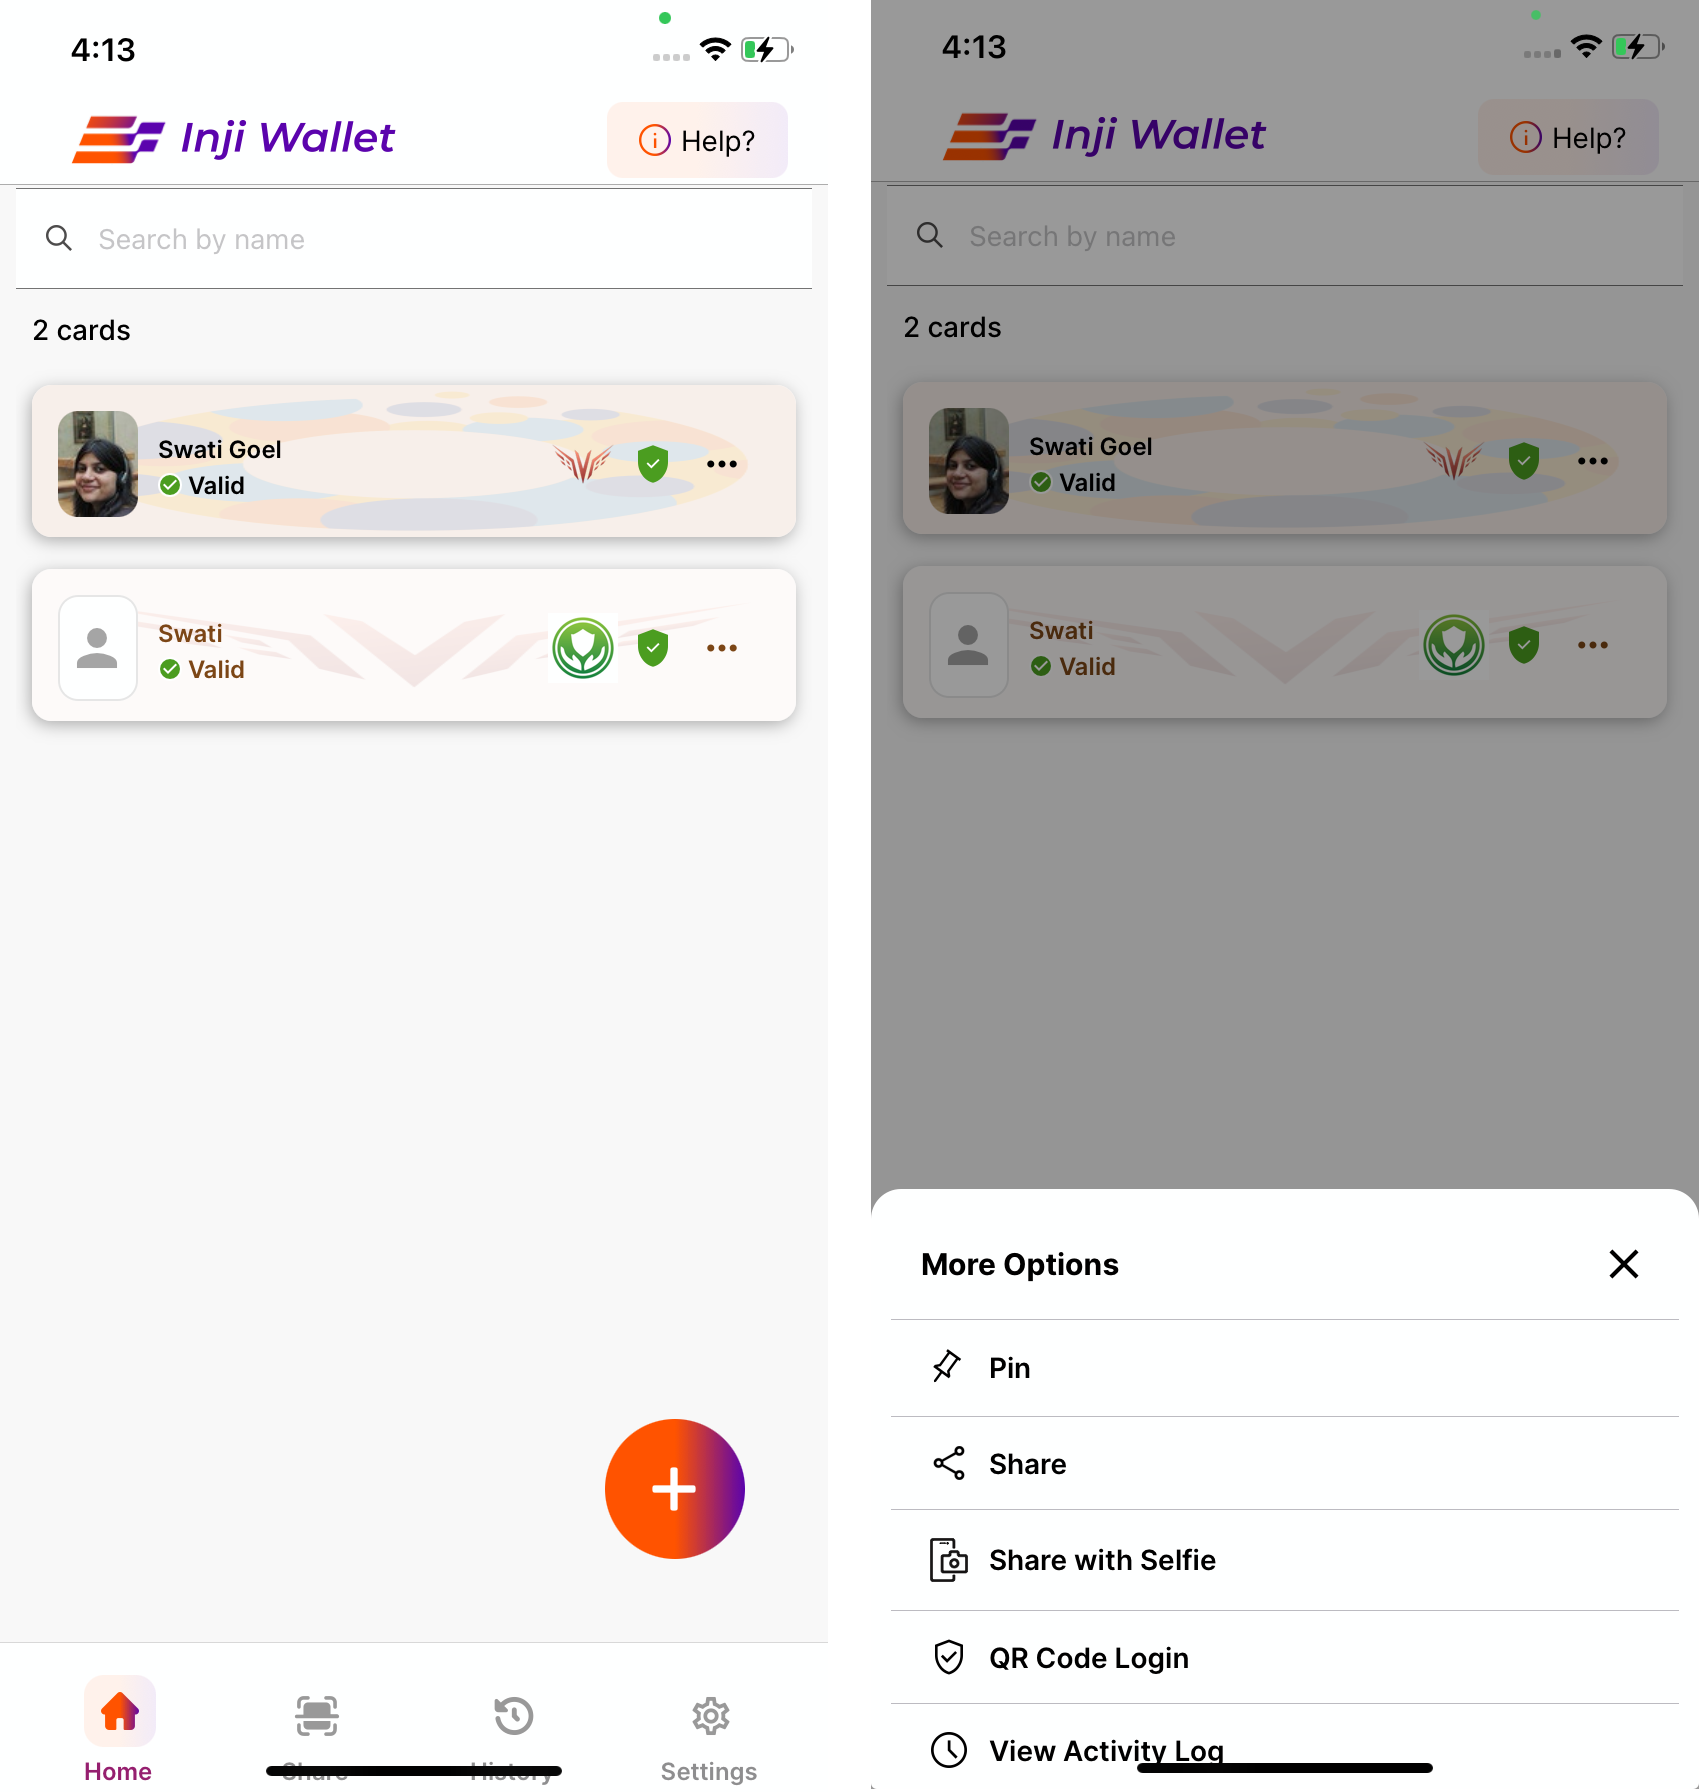 4:13
Inji Wallet
Help?
Search by name
2 cards
Swati Goel
Valid
Swati
Valid
Home
Share
History
Settings
4:13
Inji Wallet
Help?
Search by name
2 cards
Swati Goel
Valid
Swati
Valid
More Options
Pin
Share
Share with Selfie
QR Code Login
View Activity Log